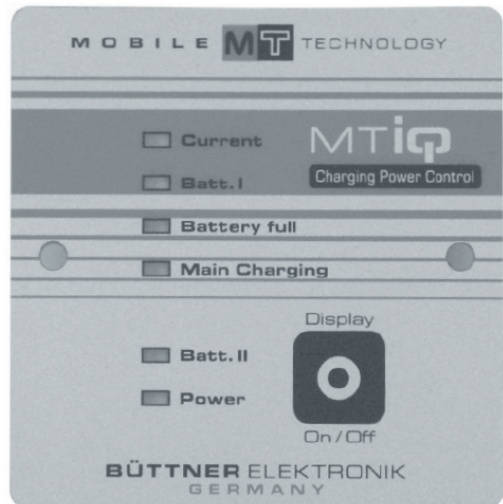 MOBILE MT TECHNOLOGY
Current
MTiQ
Batt. I
Charging Power Control
Battery full
Main Charging
Display
Batt. II
Power
On / Off
BÜTTNER ELEKTRONIK
GERMANY